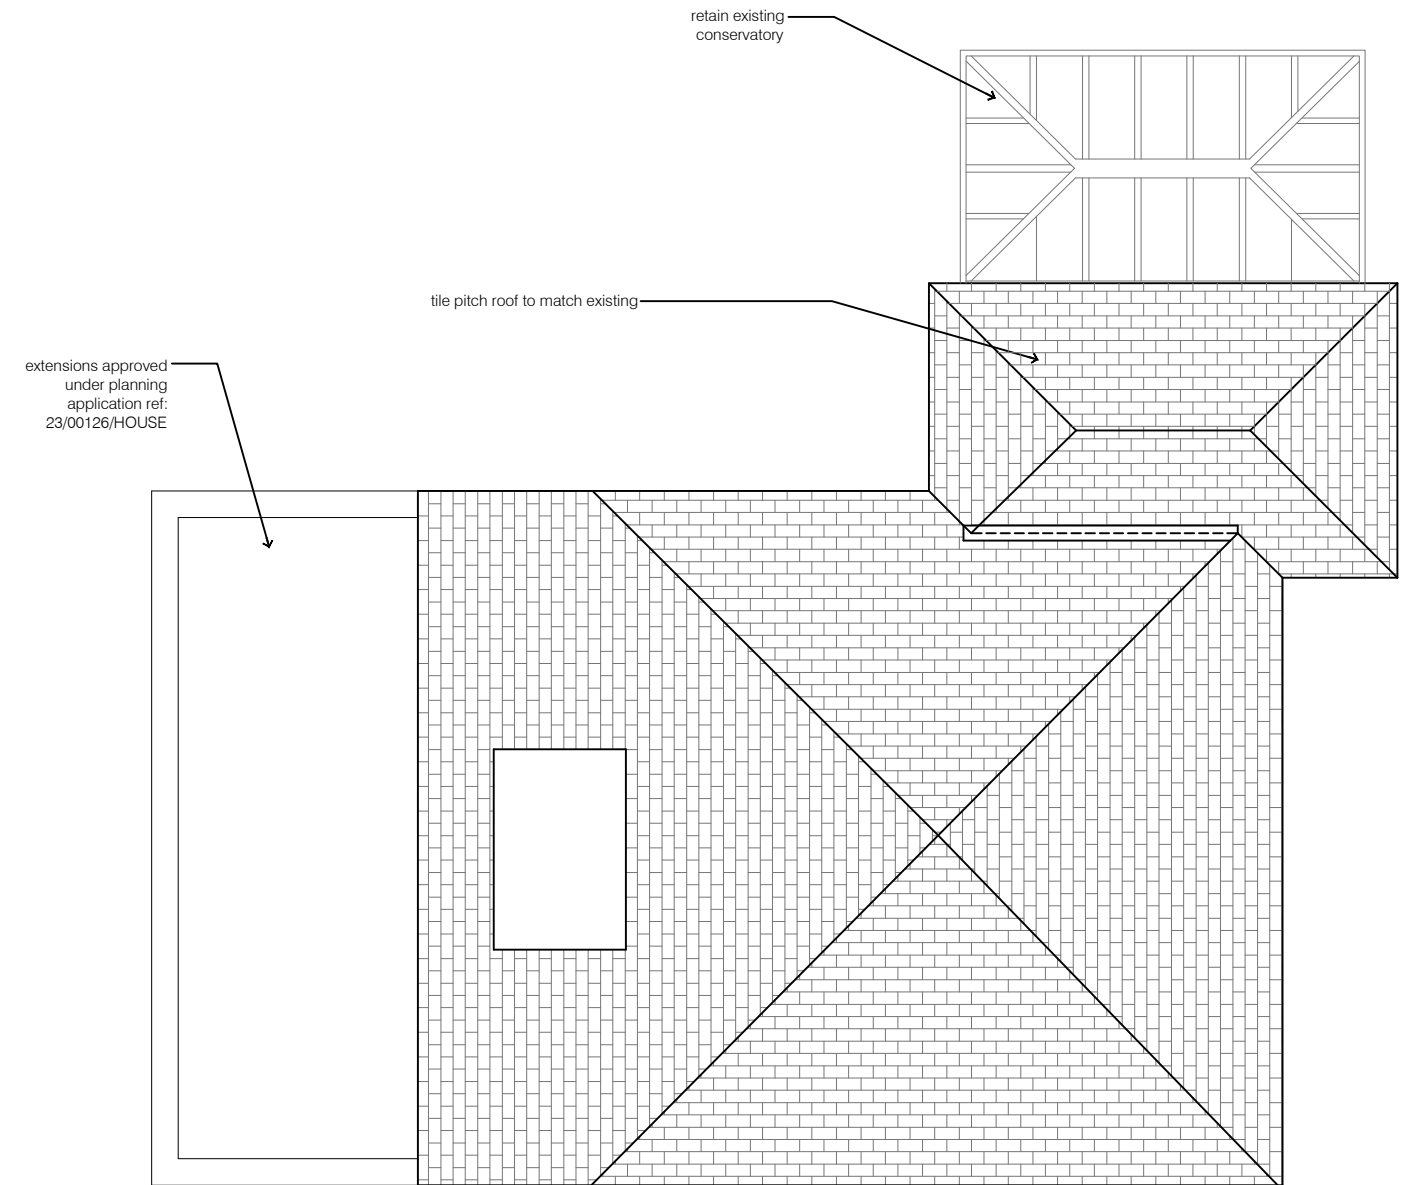 retain existing
conservatory
tile pitch roof to match existing
extensions approved
under planning
application ref:
23/00126/HOUSE